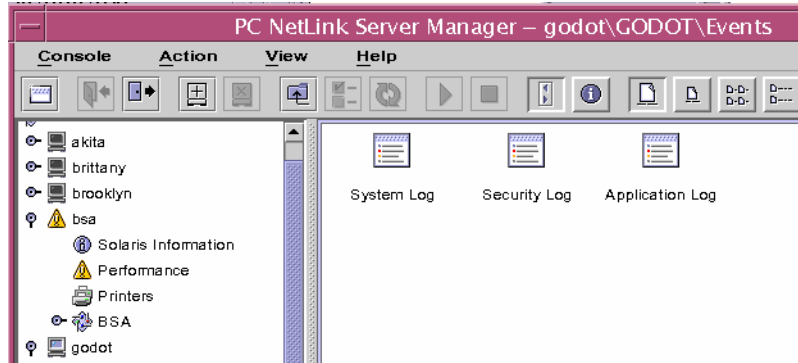 PC NetLink Server Manager – godot\GODOT\Events
Console Action View Help
akita
brittany
brooklyn
bsa
Solaris Information
Performance
Printers
BSA
godot
System Log Security Log Application Log